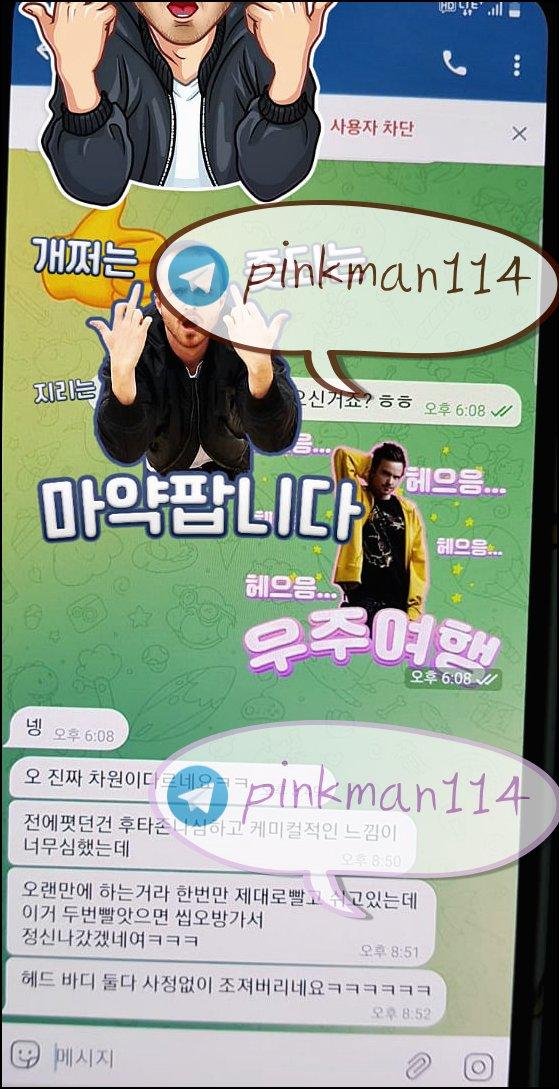 HD
사용자 차단
개쩌는
pinkman114
지리는
으신거죠? ㅎㅎ
오후 6:08
헤으응...
헤으응...
마약팝니다
헤으응...
우주여행
오후 6:08
넹
오후 6:08
오 진짜 차원이다르네요ㅋㅋ
pinkman114
전에폇던건 후타존나심하고 케미컬적인 느낌이
너무심했는데
오후 8:50
오랜만에 하는거라 한번만 제대로빨고 쉬고있는데
이거 두번빨앗으면 씹오방가서
정신나갔겠네여ㅋㅋㅋ
오후 8:51
헤드 바디 둘다 사정없이 조져버리네요ㅋㅋㅋㅋㅋㅋ
오후 8:52
메시지